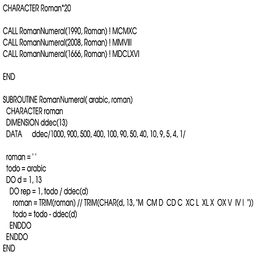 CHARACTER Roman*20
CALL RomanNumeral(1990, Roman) ! MCMXC
CALL RomanNumeral(2008, Roman) ! MMVIII
CALL RomanNumeral(1666, Roman) ! MDCLXVI
END
SUBROUTINE RomanNumeral( arabic, roman)
CHARACTER roman
DIMENSION ddec(13)
DATA ddec/1000, 900, 500, 400, 100, 90, 50, 40, 10, 9, 5, 4, 1/
roman = ' '
todo = arabic
DO d = 1, 13
DO rep = 1, todo / ddec(d)
roman = TRIM(roman) // TRIM(CHAR(d, 13, "M CM D CD C XC L XL X OX V IV I "))
todo = todo - ddec(d)
ENDDO
ENDDO
END